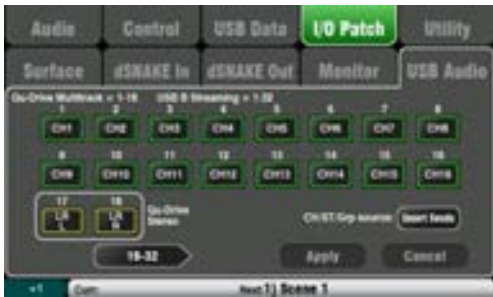 Audio Control USB Data I/O Patch Utility
Surface dSNAKE In dSNAKE Out Monitor USB Audio
Qu-Drive Multitrack = 1-18 USB B Streaming = 1-32
1 2 3 4 5 6 7 8
CH1 CH2 CH3 CH4 CH5 CH6 CH7 CH8
9 10 11 12 13 14 15 16
CH9 CH10 CH11 CH12 CH13 CH14 CH15 CH16
17 18
LR L LR R Qu-Drive Stereo
CH/ST/Grp source: Insert Sends
19-32 Apply Cancel
Curr: Next: 1) Scene 1